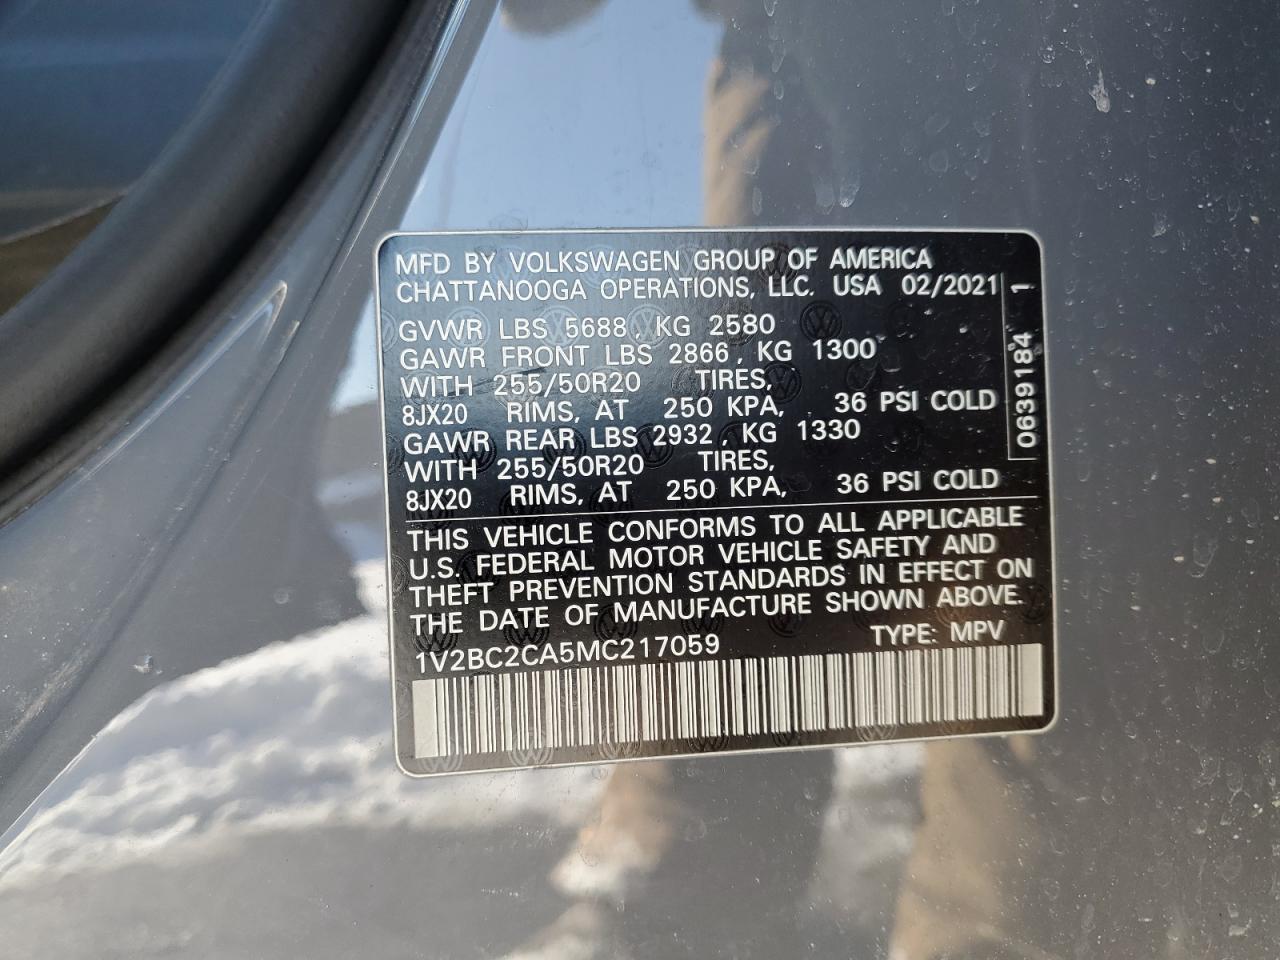 MFD BY VOLKSWAGEN GROUP OF AMERICA
CHATTANOOGA OPERATIONS, LLC. USA 02/2021
GVWR LBS 5688, KG 2580
GAWR FRONT LBS 2866, KG 1300
WITH 255/50R20 TIRES,
8JX20 RIMS, AT 250 KPA, 36 PSI COLD
GAWR REAR LBS 2932, KG 1330
WITH 255/50R20 TIRES,
8JX20 RIMS, AT 250 KPA, 36 PSI COLD
0639184 1
THIS VEHICLE CONFORMS TO ALL APPLICABLE
U.S. FEDERAL MOTOR VEHICLE SAFETY AND
THEFT PREVENTION STANDARDS IN EFFECT ON
THE DATE OF MANUFACTURE SHOWN ABOVE.
1V2BC2CA5MC217059 TYPE: MPV